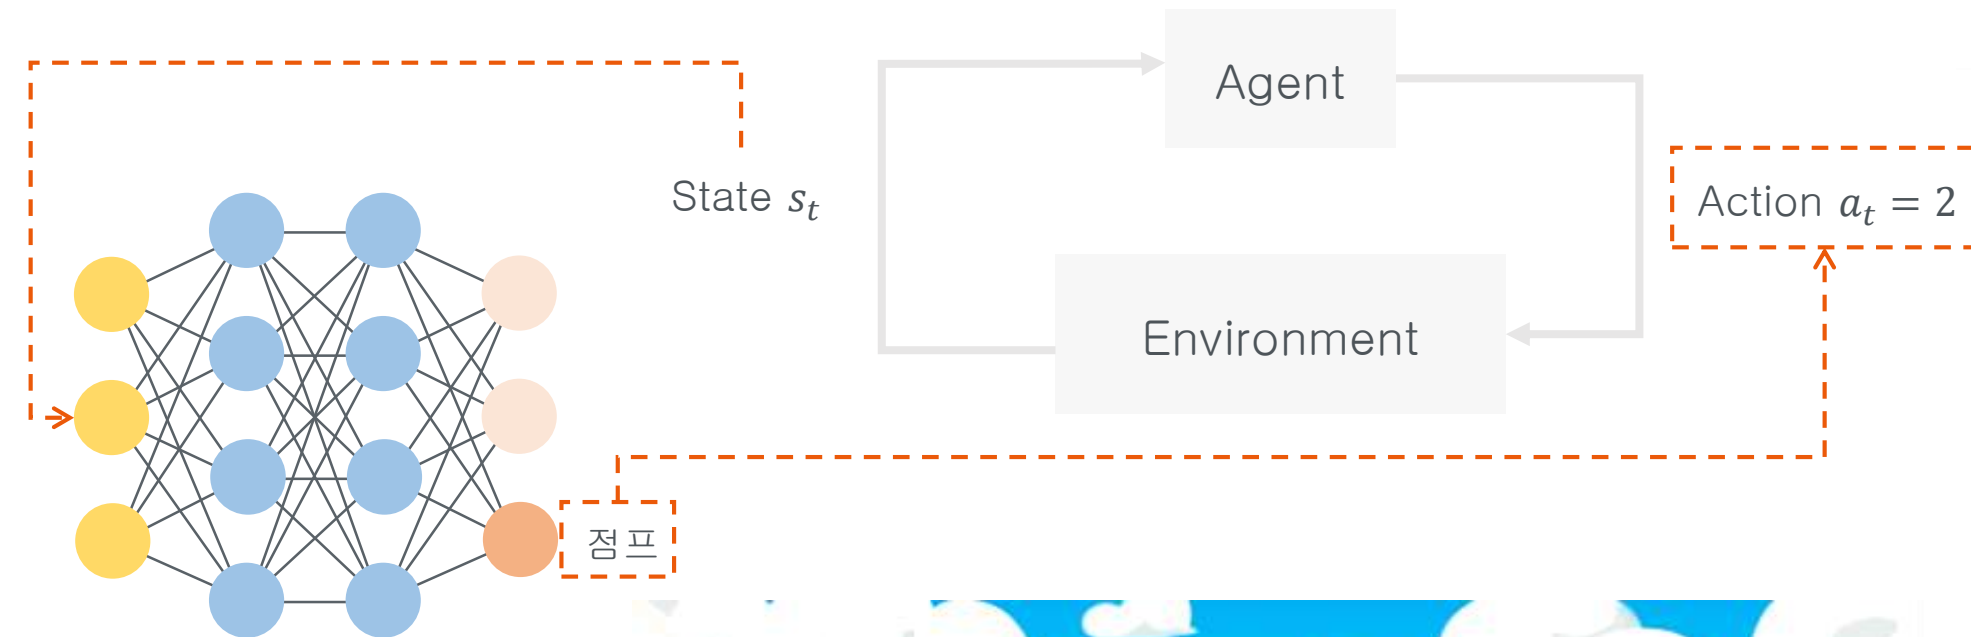 Agent
State s_t
Action a_t = 2
Environment
점프